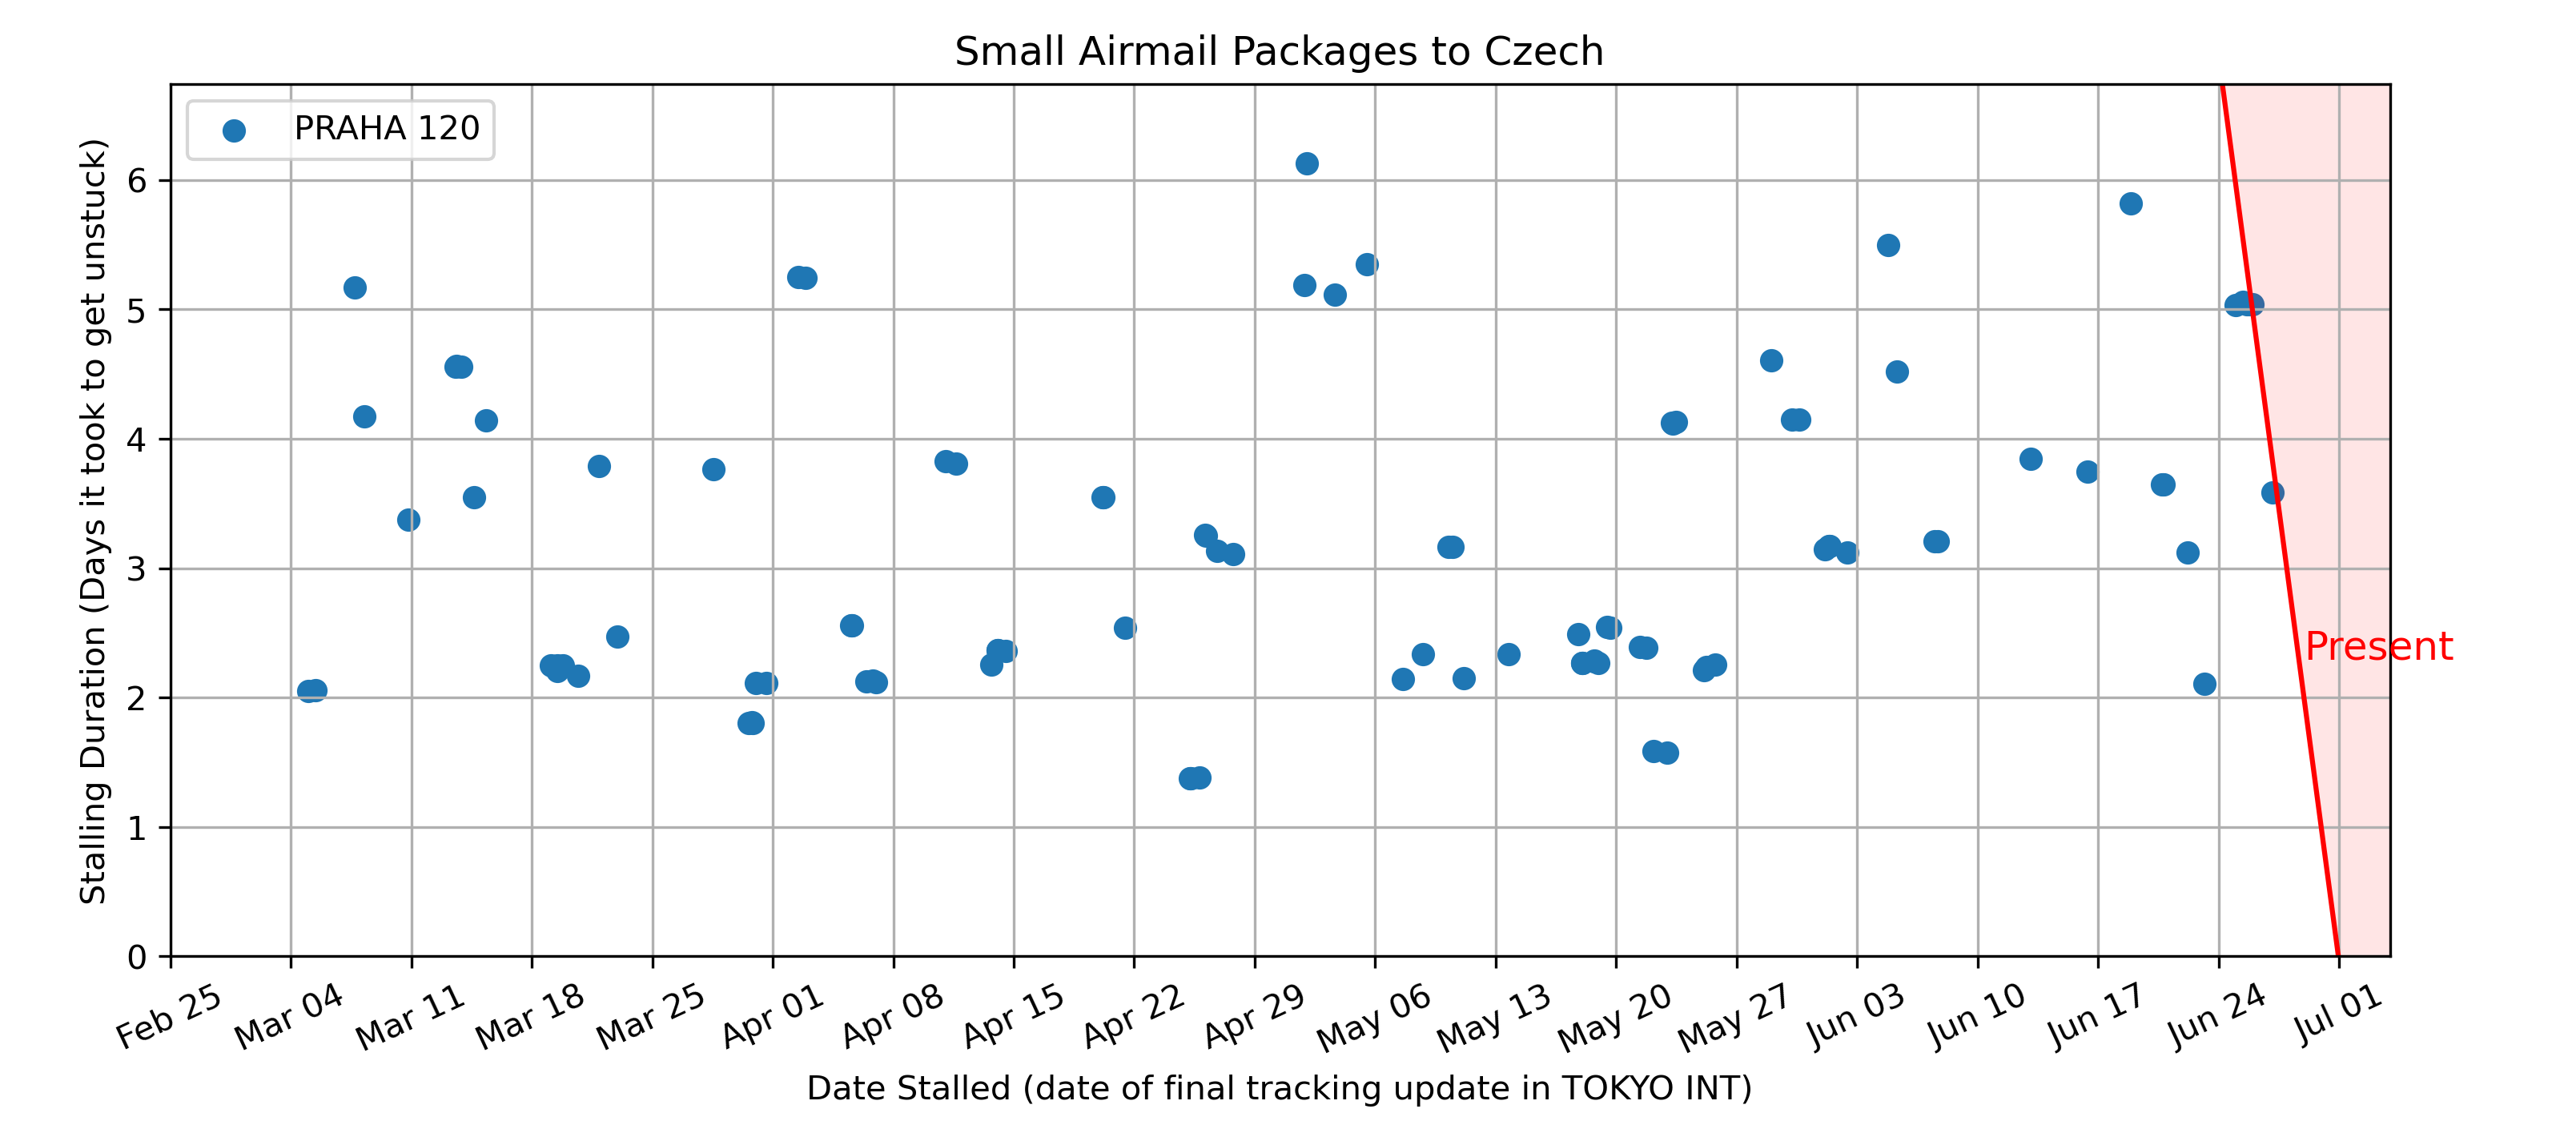 Small Airmail Packages to Czech
PRAHA 120
Stalling Duration (Days it took to get unstuck)
6
5
4
3
2
1
0
Present
Feb 25
Mar 04
Mar 11
Mar 18
Mar 25
Apr 01
Apr 08
Apr 15
Apr 22
Apr 29
May 06
May 13
May 20
May 27
Jun 03
Jun 10
Jun 17
Jun 24
Jul 01
Date Stalled (date of final tracking update in TOKYO INT)